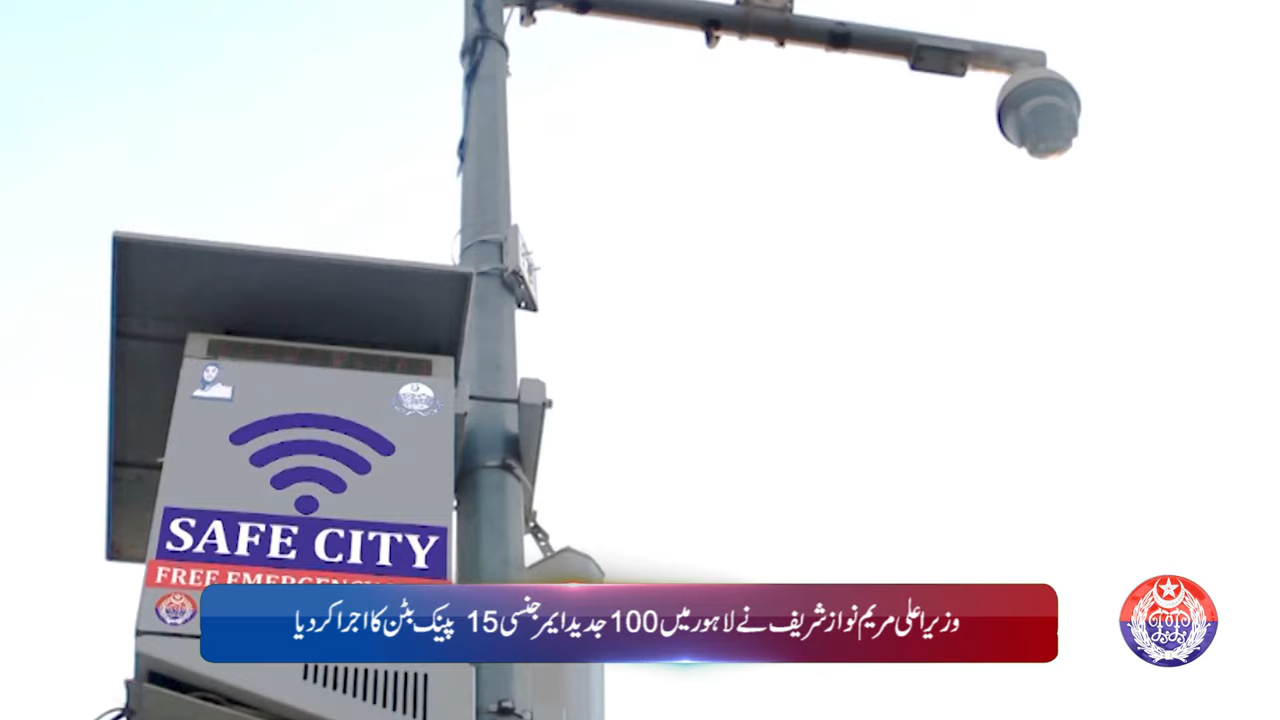 SAFE CITY
FREE EMERGENCY
وزیراعلی مریم نواز شریف نے لاہور میں 100 جدید ایمرجنسی 15 پینک بٹن کا اجرا کر دیا